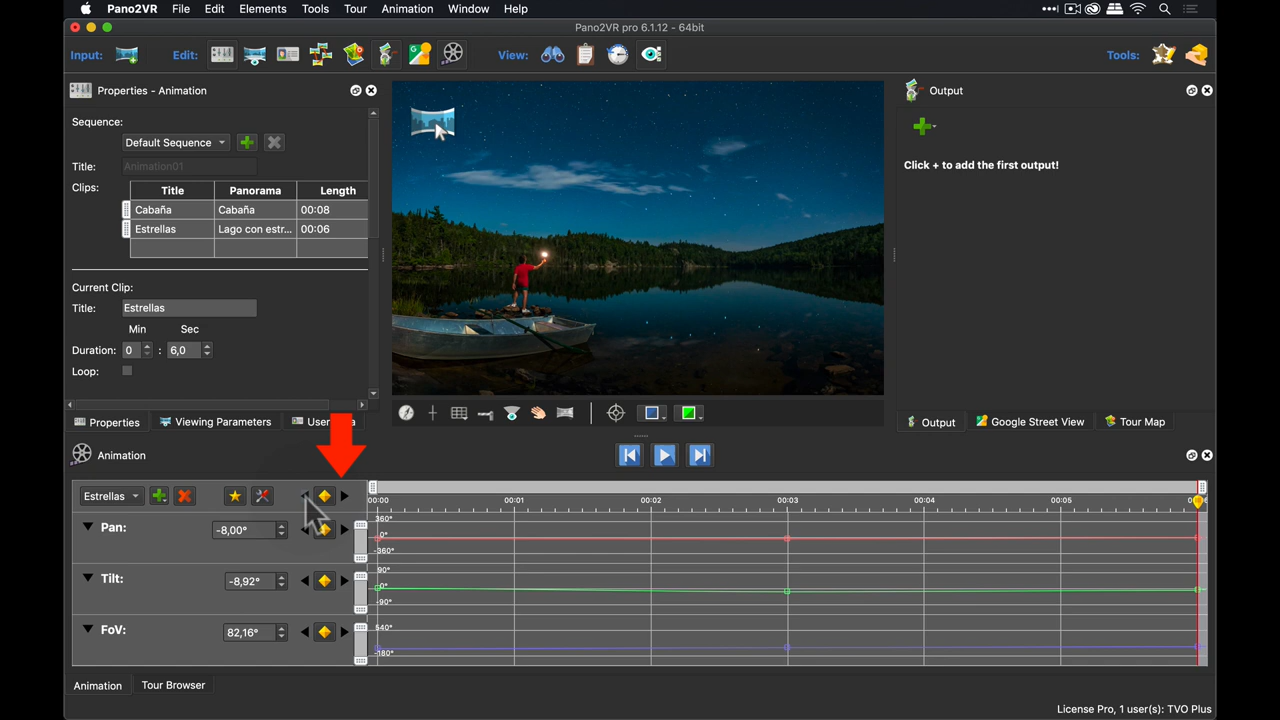 Pano2VR File Edit Elements Tools Tour Animation Window Help
Pano2VR pro 6.1.12 - 64bit
Input: Edit: View: Tools:
Properties - Animation
Output
Sequence:
Default Sequence
Title: Animation01
Clips:
Title Panorama Length
Cabaña Cabaña 00:08
Estrellas Lago con estr... 00:06
Click + to add the first output!
Current Clip:
Title: Estrellas
Min Sec
Duration: 0 : 6,0
Loop:
Properties Viewing Parameters User
Output Google Street View Tour Map
Animation
Estrellas
00:00 00:01 00:02 00:03 00:04 00:05
Pan: -8,00°
360°
0°
-360°
Tilt: -8,92°
90°
0°
-90°
FoV: 82,16°
540°
-180°
Animation Tour Browser
License Pro, 1 user(s): TVO Plus